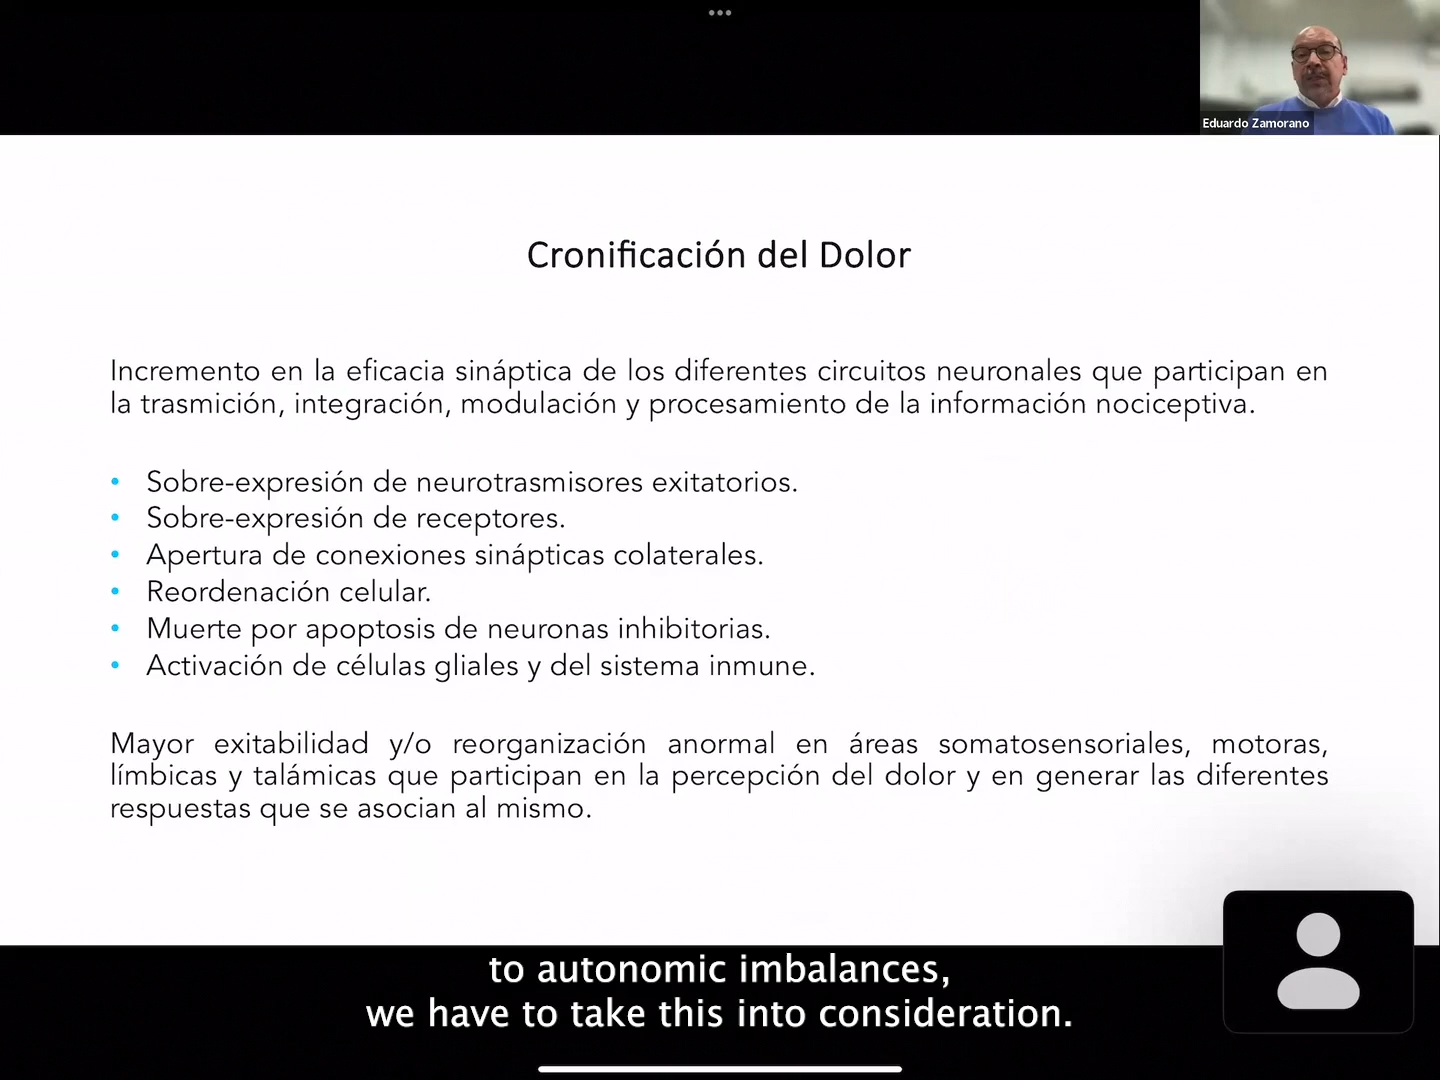 Eduardo Zamorano
Cronificación del Dolor
Incremento en la eficacia sináptica de los diferentes circuitos neuronales que participan en
la trasmición, integración, modulación y procesamiento de la información nociceptiva.
• Sobre-expresión de neurotrasmisores exitatorios.
• Sobre-expresión de receptores.
• Apertura de conexiones sinápticas colaterales.
• Reordenación celular.
• Muerte por apoptosis de neuronas inhibitorias.
• Activación de células gliales y del sistema inmune.
Mayor exitabilidad y/o reorganización anormal en áreas somatosensoriales, motoras,
límbicas y talámicas que participan en la percepción del dolor y en generar las diferentes
respuestas que se asocian al mismo.
to autonomic imbalances,
we have to take this into consideration.